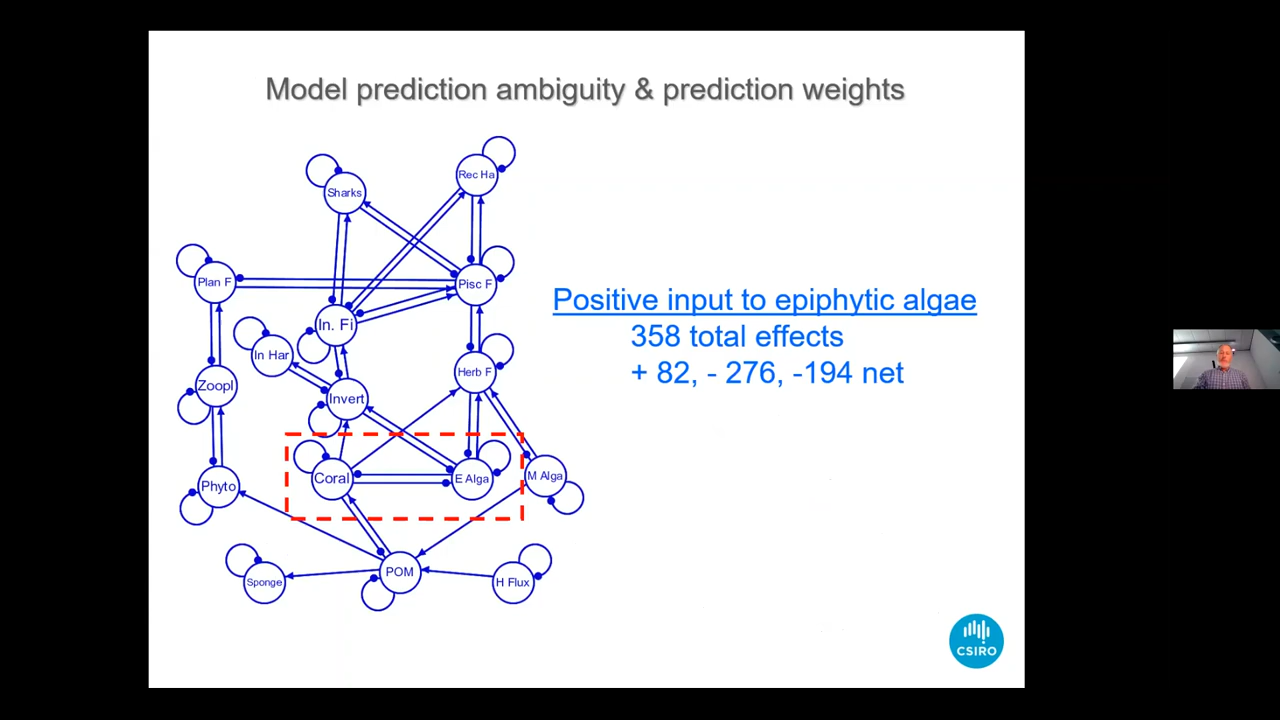 Model prediction ambiguity & prediction weights
Sharks
Rec Ha
Plan F
Pisc F
In. Fi
In Har
Herb F
Zoopl
Invert
Coral
E Alga
M Alga
Phyto
POM
Sponge
H Flux
Positive input to epiphytic algae
358 total effects
+ 82, - 276, -194 net
CSIRO